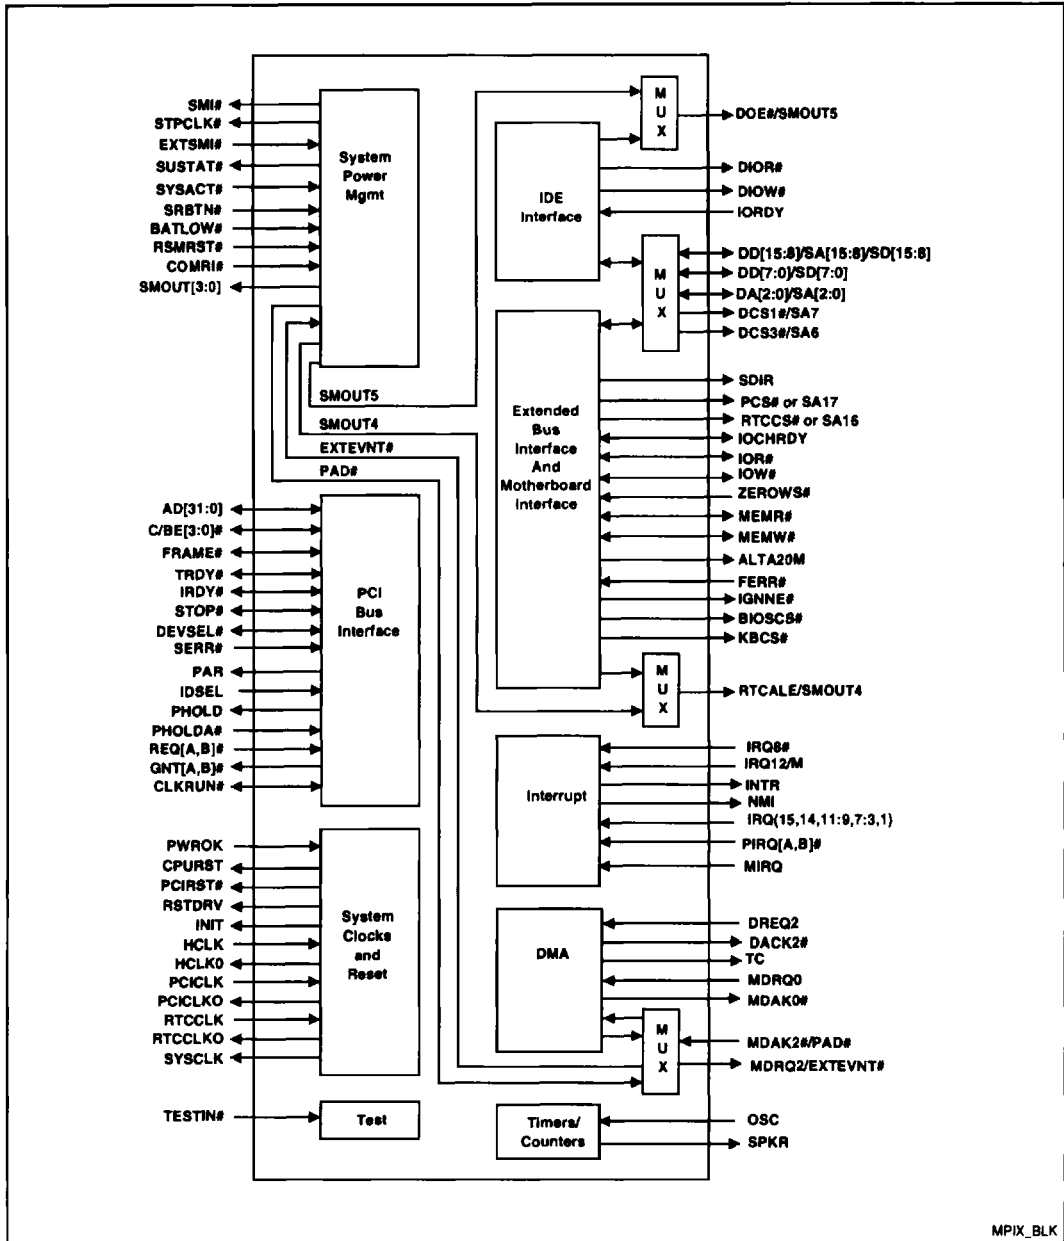 SMI#
STPCLK#
EXTSMI#
SUSTAT#
SYSACT#
SRBTN#
BATLOW#
RSMRST#
COMRI#
SMOUT[3:0]
System
Power
Mgmt
SMOUT5
SMOUT4
EXTEVNT#
PAD#
AD[31:0]
C/BE[3:0]#
FRAME#
TRDY#
IRDY#
STOP#
DEVSEL#
SERR#
PAR
IDSEL
PHOLD
PHOLDA#
REQ[A,B]#
GNT[A,B]#
CLKRUN#
PCI
Bus
Interface
PWROK
CPURST
PCIRST#
RSTDRV
INIT
HCLK
HCLKO
PCICLK
PCICLKO
RTCCLK
RTCCLKO
SYSCLK
System
Clocks
and
Reset
TESTIN#
Test
IDE
Interface
M
U
X
DOE#/SMOUT5
DIOR#
DIOW#
IORDY
M
U
X
DD[15:8]/SA[15:8]/SD[15:8]
DD[7:0]/SD[7:0]
DA[2:0]/SA[2:0]
DCS1#/SA7
DCS3#/SA6
Extended
Bus
Interface
And
Motherboard
Interface
SDIR
PCS# or SA17
RTCCS# or SA16
IOCHRDY
IOR#
IOW#
ZEROWS#
MEMR#
MEMW#
ALTA20M
FERR#
IGNNE#
BIOSCS#
KBCS#
M
U
X
RTCALE/SMOUT4
Interrupt
IRQ8#
IRQ12/M
INTR
NMI
IRQ(15,14,11:9,7:3,1)
PIRQ[A,B]#
MIRQ
DMA
DREQ2
DACK2#
TC
MDRQ0
MDAK0#
M
U
X
MDAK2#/PAD#
MDRQ2/EXTEVNT#
Timers/
Counters
OSC
SPKR
MPIX_BLK